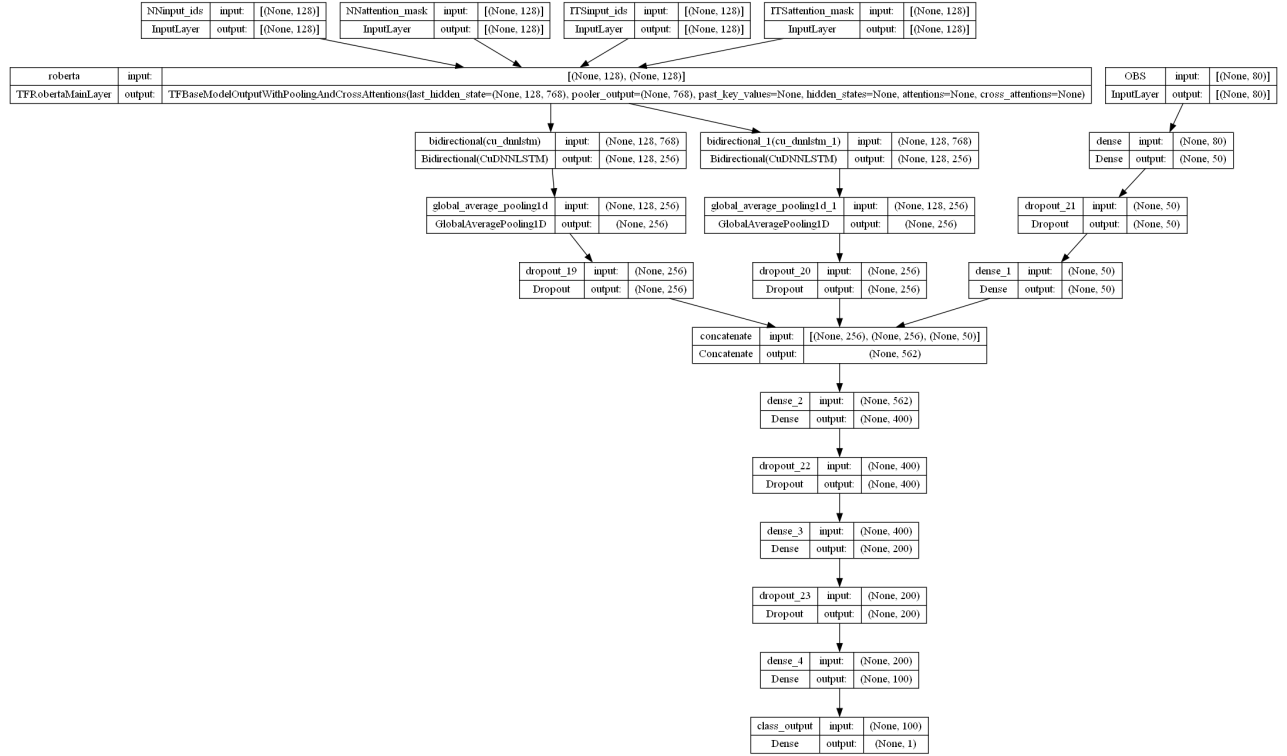 NNinput_ids input: [(None, 128)]
InputLayer output: [(None, 128)]
NNattention_mask input: [(None, 128)]
InputLayer output: [(None, 128)]
ITSinput_ids input: [(None, 128)]
InputLayer output: [(None, 128)]
ITSattention_mask input: [(None, 128)]
InputLayer output: [(None, 128)]
roberta input: [(None, 128), (None, 128)]
TFRobertaMainLayer output: TFBaseModelOutputWithPoolingAndCrossAttentions(last_hidden_state=(None, 128, 768), pooler_output=(None, 768), past_key_values=None, hidden_states=None, attentions=None, cross_attentions=None)
OBS input: [(None, 80)]
InputLayer output: [(None, 80)]
bidirectional(cu_dnnlstm) input: (None, 128, 768)
Bidirectional(CuDNNLSTM) output: (None, 128, 256)
bidirectional_1(cu_dnnlstm_1) input: (None, 128, 768)
Bidirectional(CuDNNLSTM) output: (None, 128, 256)
dense input: (None, 80)
Dense output: (None, 50)
global_average_pooling1d input: (None, 128, 256)
GlobalAveragePooling1D output: (None, 256)
global_average_pooling1d_1 input: (None, 128, 256)
GlobalAveragePooling1D output: (None, 256)
dropout_21 input: (None, 50)
Dropout output: (None, 50)
dropout_19 input: (None, 256)
Dropout output: (None, 256)
dropout_20 input: (None, 256)
Dropout output: (None, 256)
dense_1 input: (None, 50)
Dense output: (None, 50)
concatenate input: [(None, 256), (None, 256), (None, 50)]
Concatenate output: (None, 562)
dense_2 input: (None, 562)
Dense output: (None, 400)
dropout_22 input: (None, 400)
Dropout output: (None, 400)
dense_3 input: (None, 400)
Dense output: (None, 200)
dropout_23 input: (None, 200)
Dropout output: (None, 200)
dense_4 input: (None, 200)
Dense output: (None, 100)
class_output input: (None, 100)
Dense output: (None, 1)